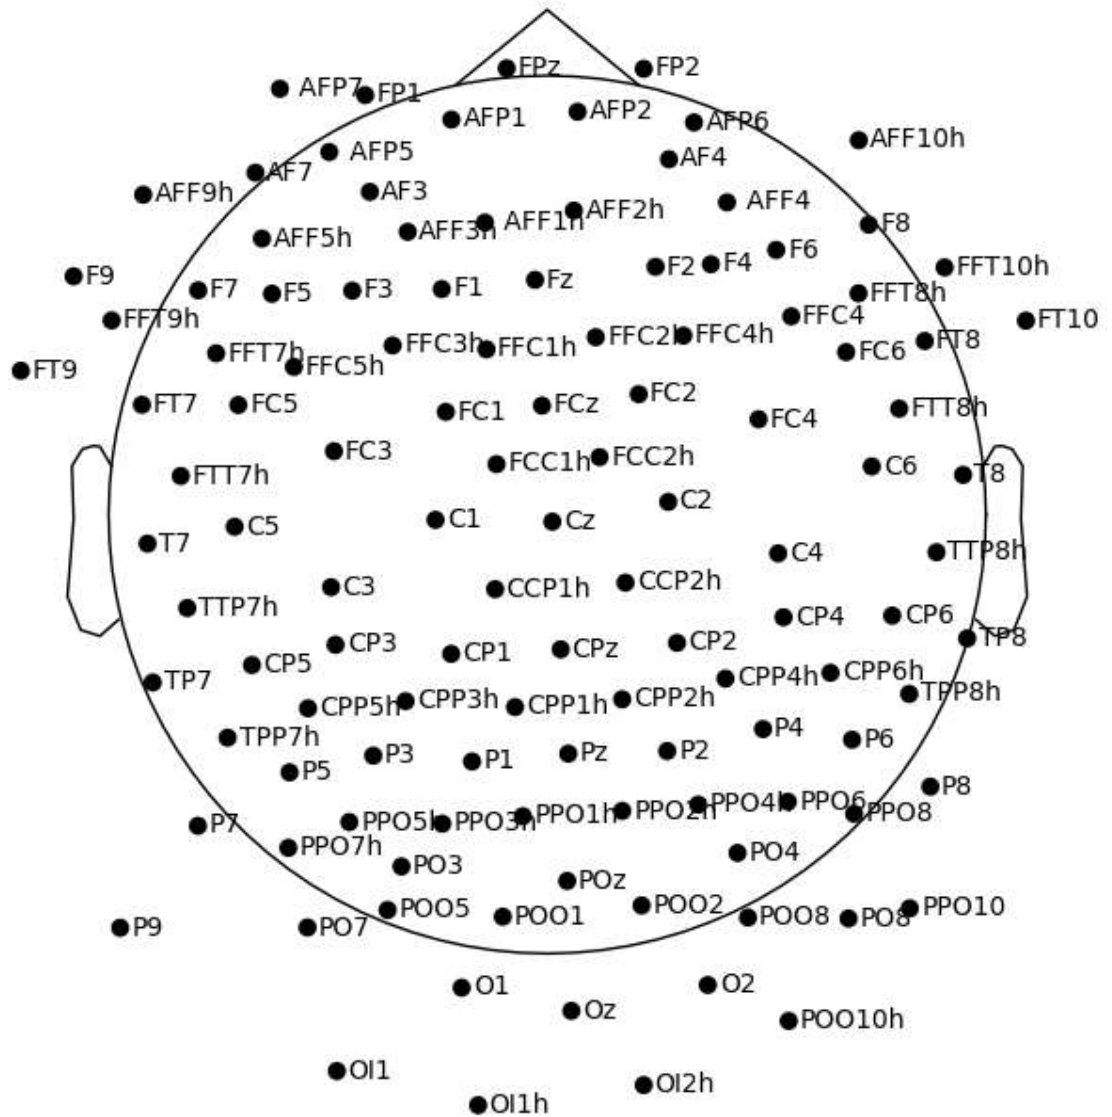 FPz
FP2
AFP7
FP1
AFP1
AFP2
AFP6
AFF10h
AFP5
AF4
AF7
AFF9h
AF3
AFF4
AFF1h
AFF2h
F8
AFF5h
AFF3h
F6
F9
F2
F4
FFT10h
F7
F5
F3
F1
Fz
FFT8h
FFT9h
FFC4
FT10
FFC3h
FFC1h
FFC2h
FFC4h
FT8
FFT7h
FFC5h
FC6
FT9
FT7
FC5
FC1
FCz
FC2
FC4
FTT8h
FC3
FCC1h
FCC2h
C6
T8
FTT7h
C5
C1
Cz
C2
T7
C4
TTP8h
C3
CCP1h
CCP2h
TTP7h
CP4
CP6
TP8
CP3
CP1
CPz
CP2
CP5
TP7
CPP4h
CPP6h
TPP8h
CPP5h
CPP3h
CPP1h
CPP2h
TPP7h
P4
P6
P5
P3
P1
Pz
P2
P8
P7
PPO5h
PPO3h
PPO1h
PPO2h
PPO4h
PPO6
PPO8
PPO7h
PO3
PO4
POz
POO5
POO1
POO2
POO8
PO8
PPO10
P9
PO7
O1
O2
Oz
POO10h
OI1
OI2h
OI1h